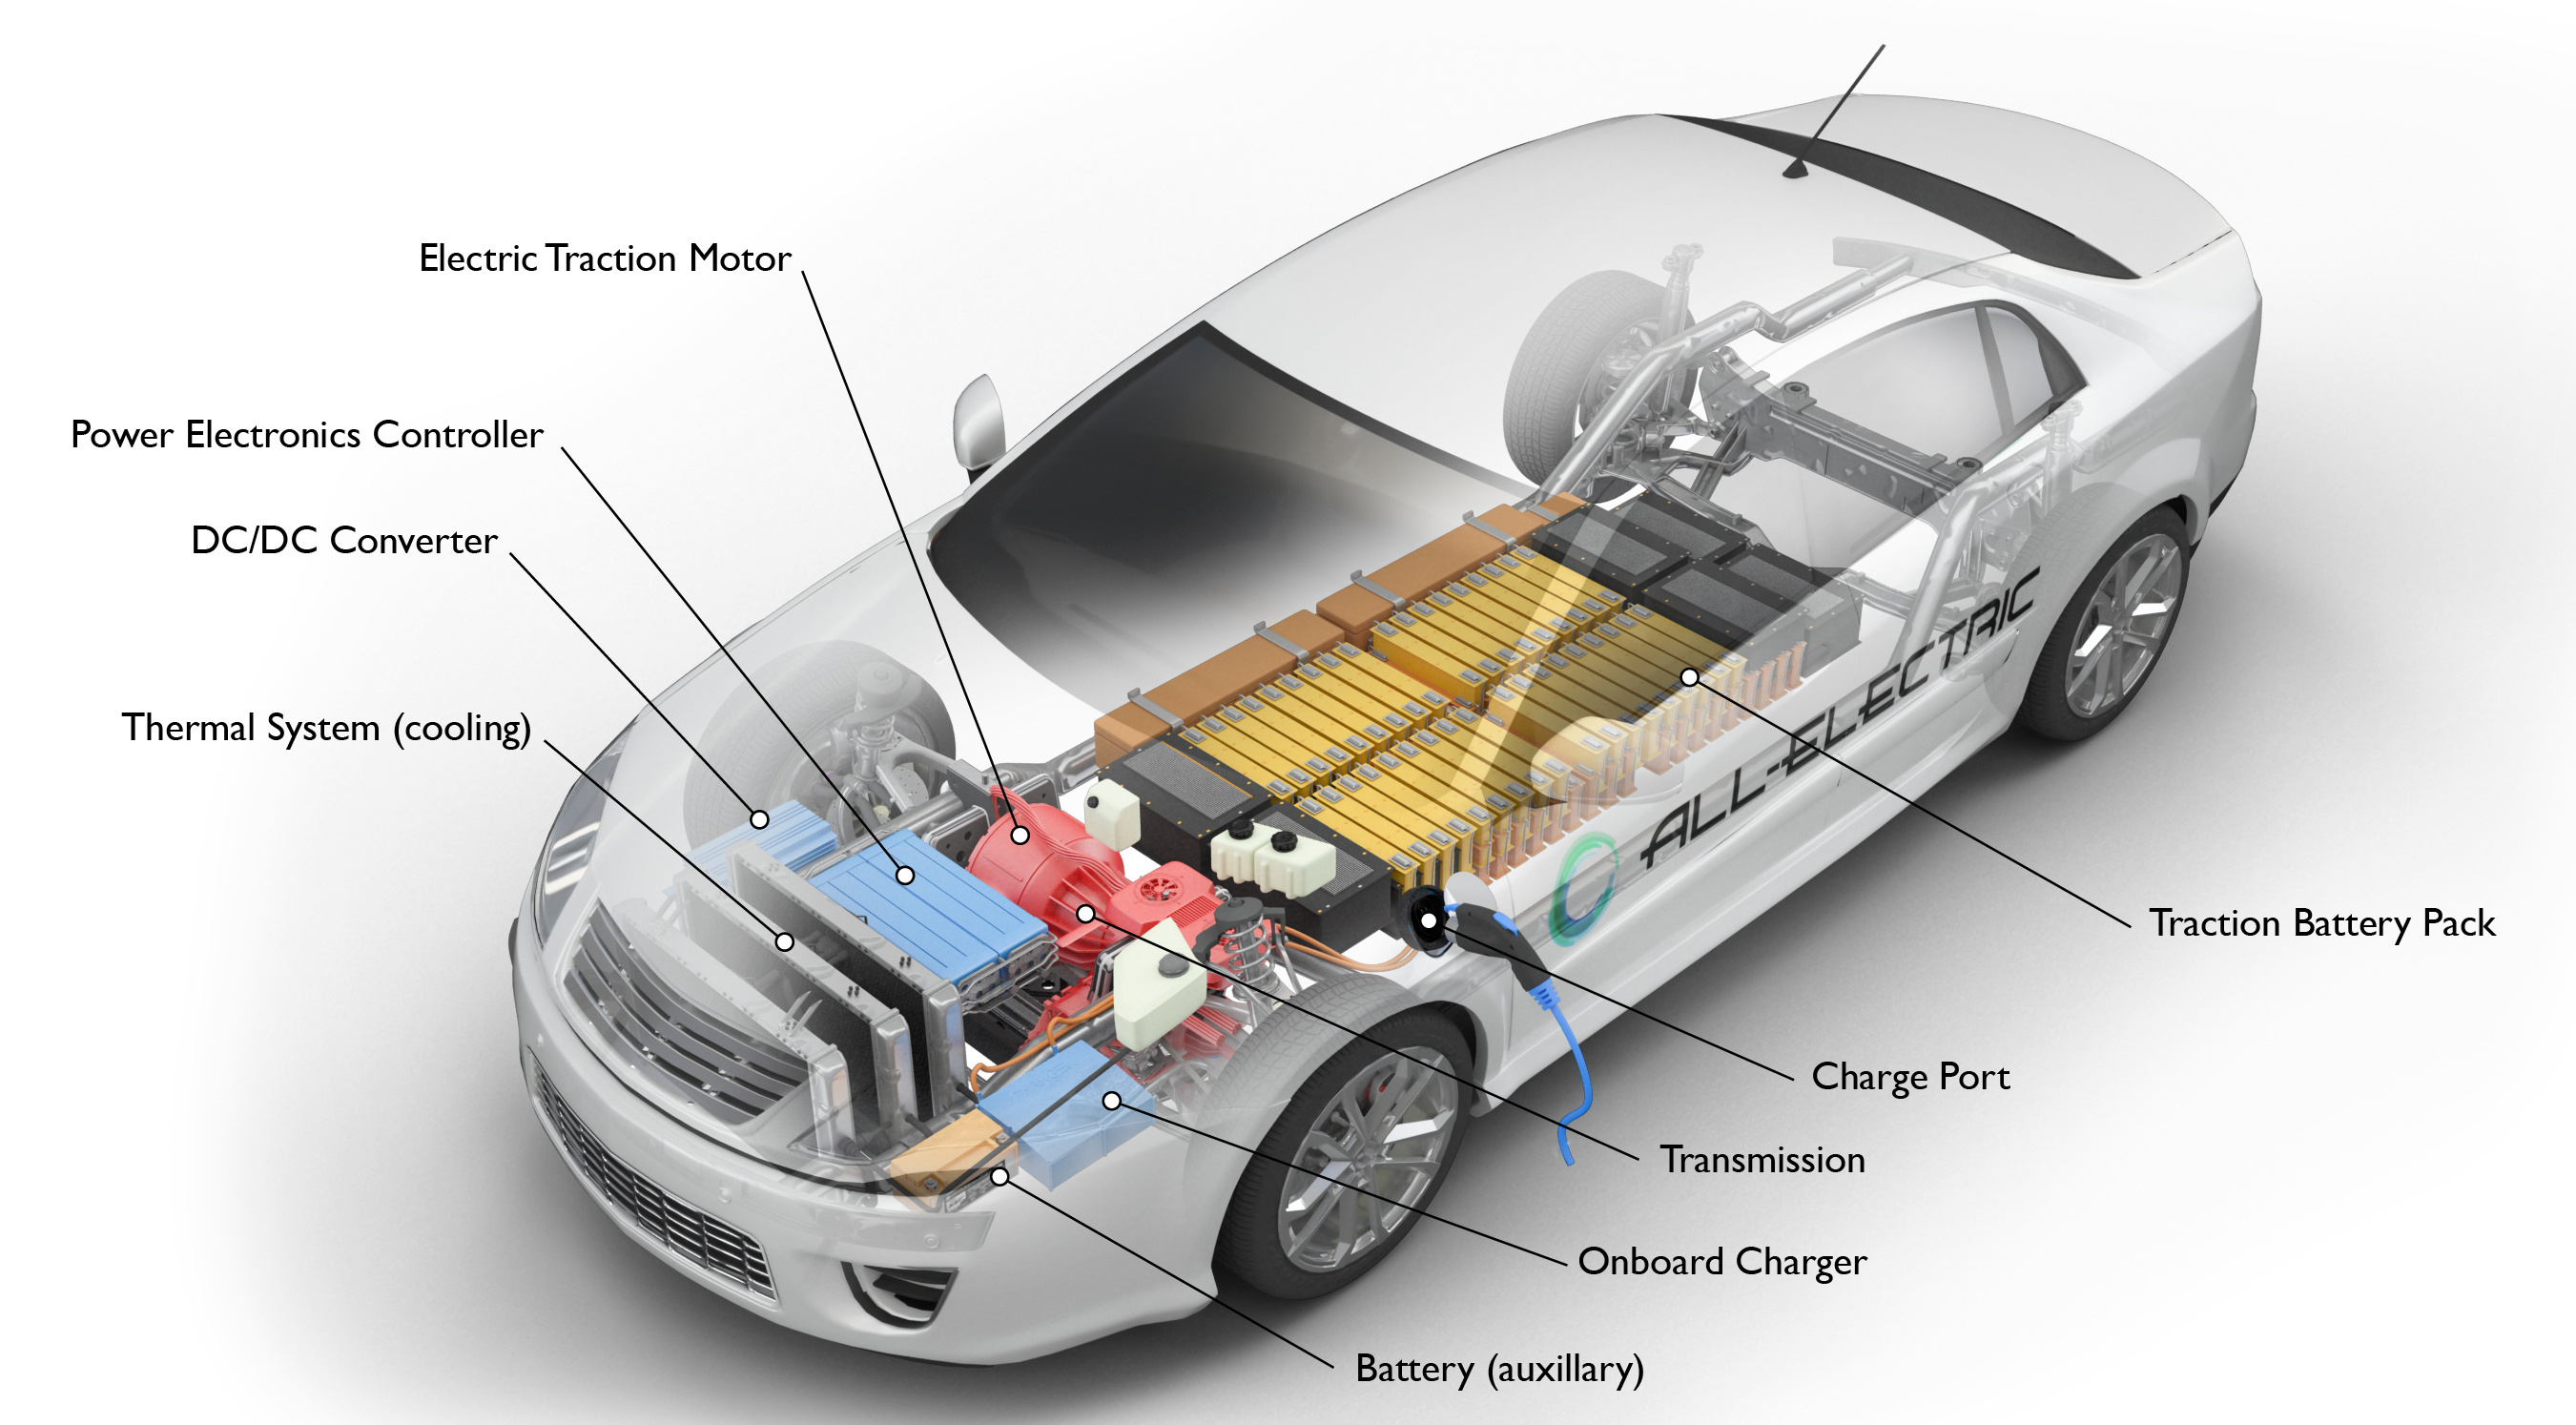 Electric Traction Motor
Power Electronics Controller
DC/DC Converter
Thermal System (cooling)
ALL-ELECTRIC
Traction Battery Pack
Charge Port
Transmission
Onboard Charger
Battery (auxillary)